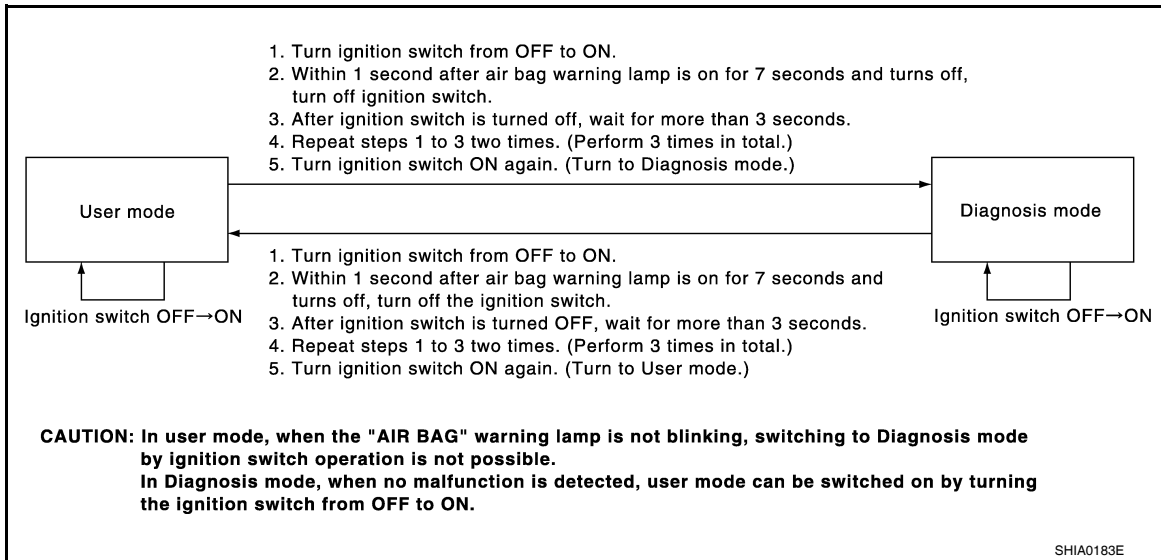 1. Turn ignition switch from OFF to ON.
2. Within 1 second after air bag warning lamp is on for 7 seconds and turns off,
turn off ignition switch.
3. After ignition switch is turned off, wait for more than 3 seconds.
4. Repeat steps 1 to 3 two times. (Perform 3 times in total.)
5. Turn ignition switch ON again. (Turn to Diagnosis mode.)
User mode
Diagnosis mode
1. Turn ignition switch from OFF to ON.
2. Within 1 second after air bag warning lamp is on for 7 seconds and
turns off, turn off the ignition switch.
3. After ignition switch is turned OFF, wait for more than 3 seconds.
4. Repeat steps 1 to 3 two times. (Perform 3 times in total.)
5. Turn ignition switch ON again. (Turn to User mode.)
Ignition switch OFF→ON
Ignition switch OFF→ON
CAUTION: In user mode, when the "AIR BAG" warning lamp is not blinking, switching to Diagnosis mode
by ignition switch operation is not possible.
In Diagnosis mode, when no malfunction is detected, user mode can be switched on by turning
the ignition switch from OFF to ON.
SHIA0183E